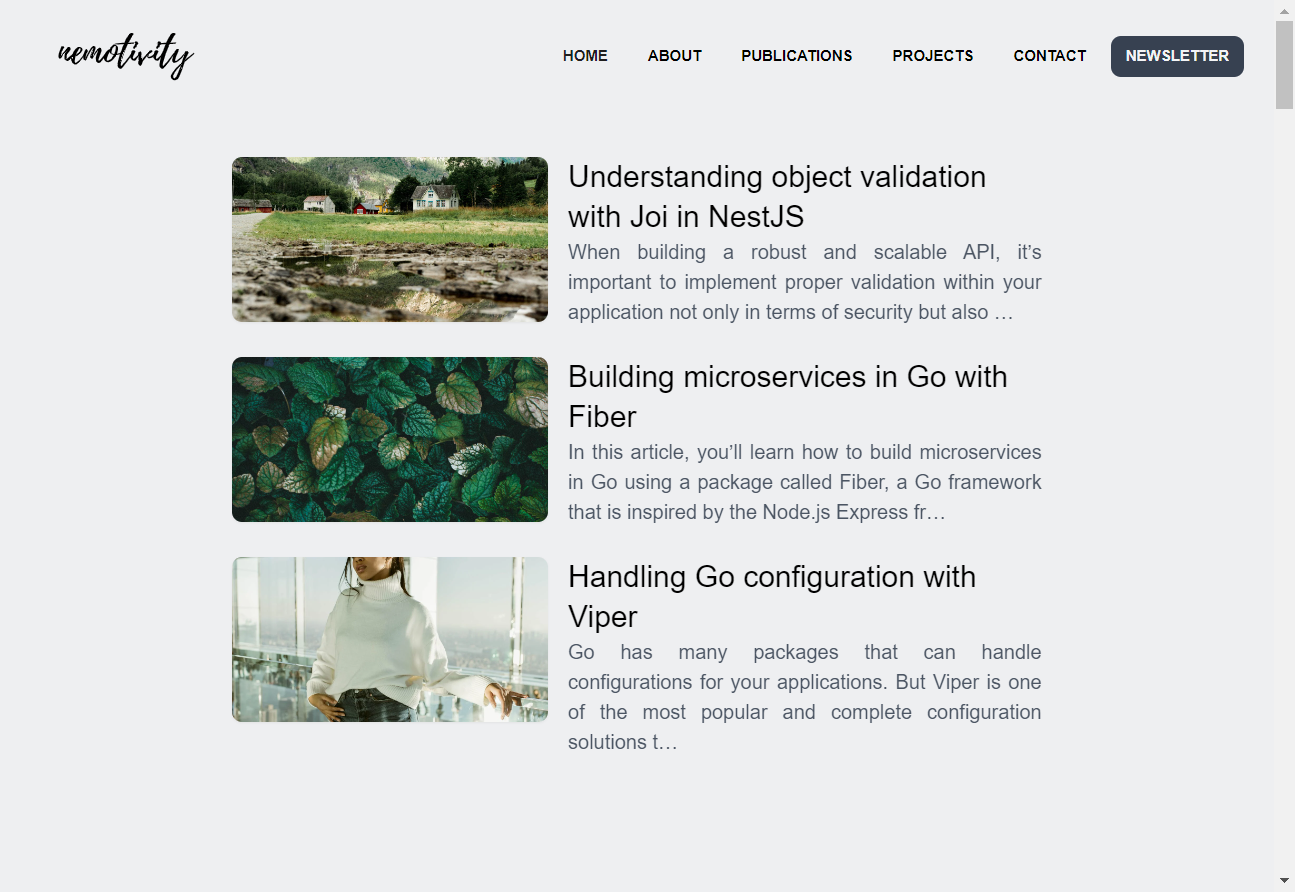 nemotivity
HOME ABOUT PUBLICATIONS PROJECTS CONTACT NEWSLETTER
Understanding object validation
with Joi in NestJS
When building a robust and scalable API, it’s
important to implement proper validation within your
application not only in terms of security but also …
Building microservices in Go with
Fiber
In this article, you’ll learn how to build microservices
in Go using a package called Fiber, a Go framework
that is inspired by the Node.js Express fr…
Handling Go configuration with
Viper
Go has many packages that can handle
configurations for your applications. But Viper is one
of the most popular and complete configuration
solutions t…